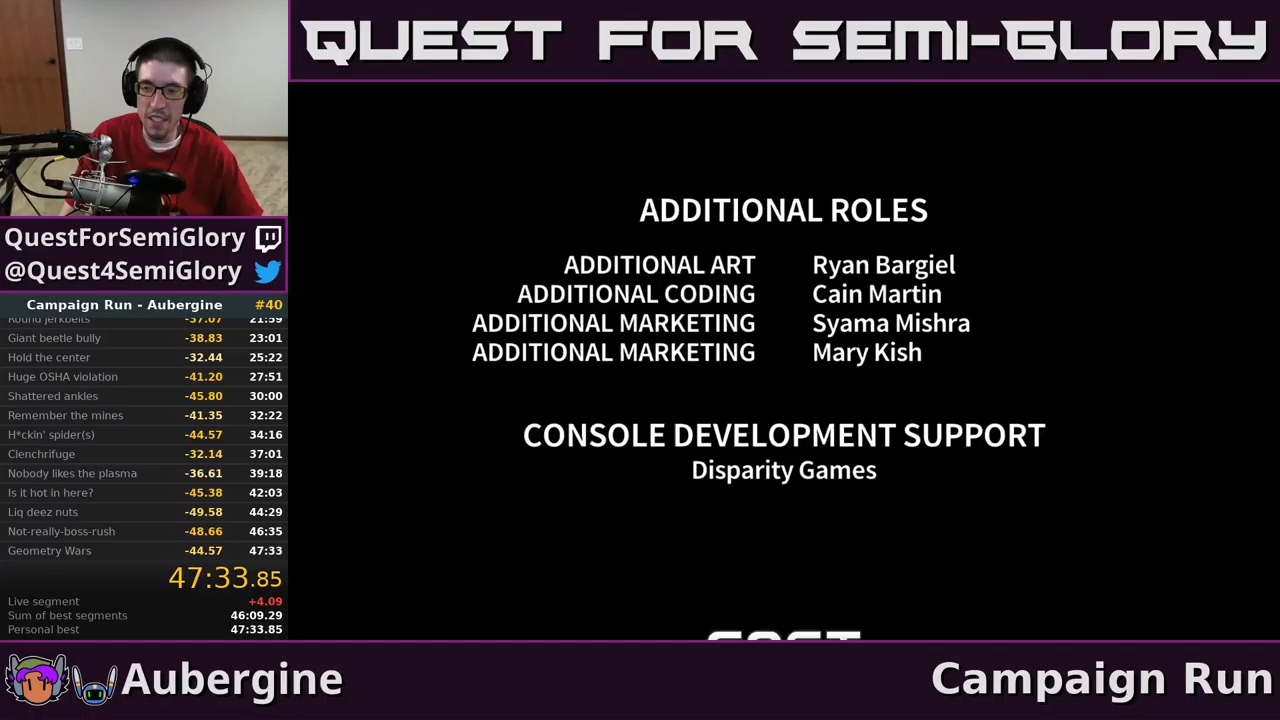 QUEST FOR SEMI-GLORY
QuestForSemiGlory
@Quest4SemiGlory
Campaign Run - Aubergine #40
Round jerkbelts -37.07 21:59
Giant beetle bully -38.83 23:01
Hold the center -32.44 25:22
Huge OSHA violation -41.20 27:51
Shattered ankles -45.80 30:00
Remember the mines -41.35 32:22
H*ckin' spider(s) -44.57 34:16
Clenchrifuge -32.14 37:01
Nobody likes the plasma -36.61 39:18
Is it hot in here? -45.38 42:03
Liq deez nuts -49.58 44:29
Not-really-boss-rush -48.66 46:35
Geometry Wars -44.57 47:33
47:33.85
Live segment +4.09
Sum of best segments 46:09.29
Personal best 47:33.85
ADDITIONAL ROLES
ADDITIONAL ART Ryan Bargiel
ADDITIONAL CODING Cain Martin
ADDITIONAL MARKETING Syama Mishra
ADDITIONAL MARKETING Mary Kish
CONSOLE DEVELOPMENT SUPPORT
Disparity Games
Aubergine
Campaign Run